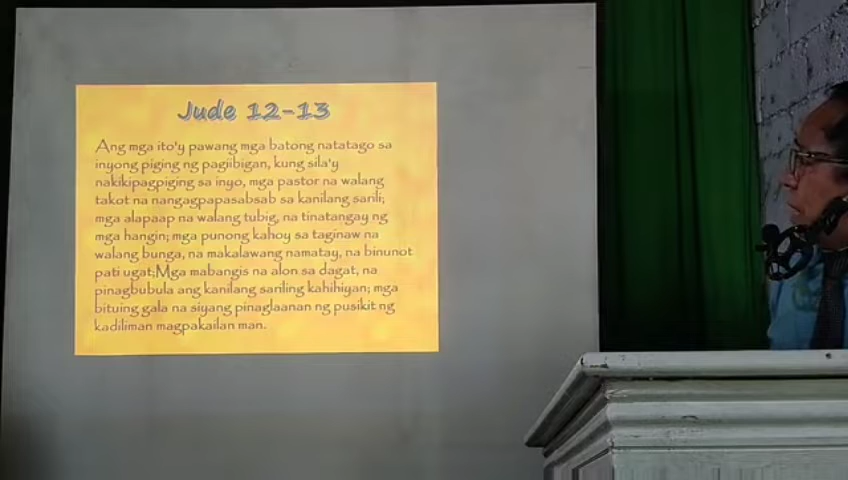 Jude 12-13
Ang mga ito'y pawang mga batong natatago sa
inyong piging ng pagiibigan, kung sila'y
nakikipagpiging sa inyo, mga pastor na walang
takot na nangagpapasabsab sa kanilang sarili;
mga alapaap na walang tubig, na tinatangay ng
mga hangin; mga punong kahoy sa taginaw na
walang bunga, na makalawang namatay, na binunot
pati ugat;Mga mabangis na alon sa dagat, na
pinagbubula ang kanilang sariling kahihiyan; mga
bituing gala na siyang pinaglaanan ng pusikit ng
kadiliman magpakailan man.